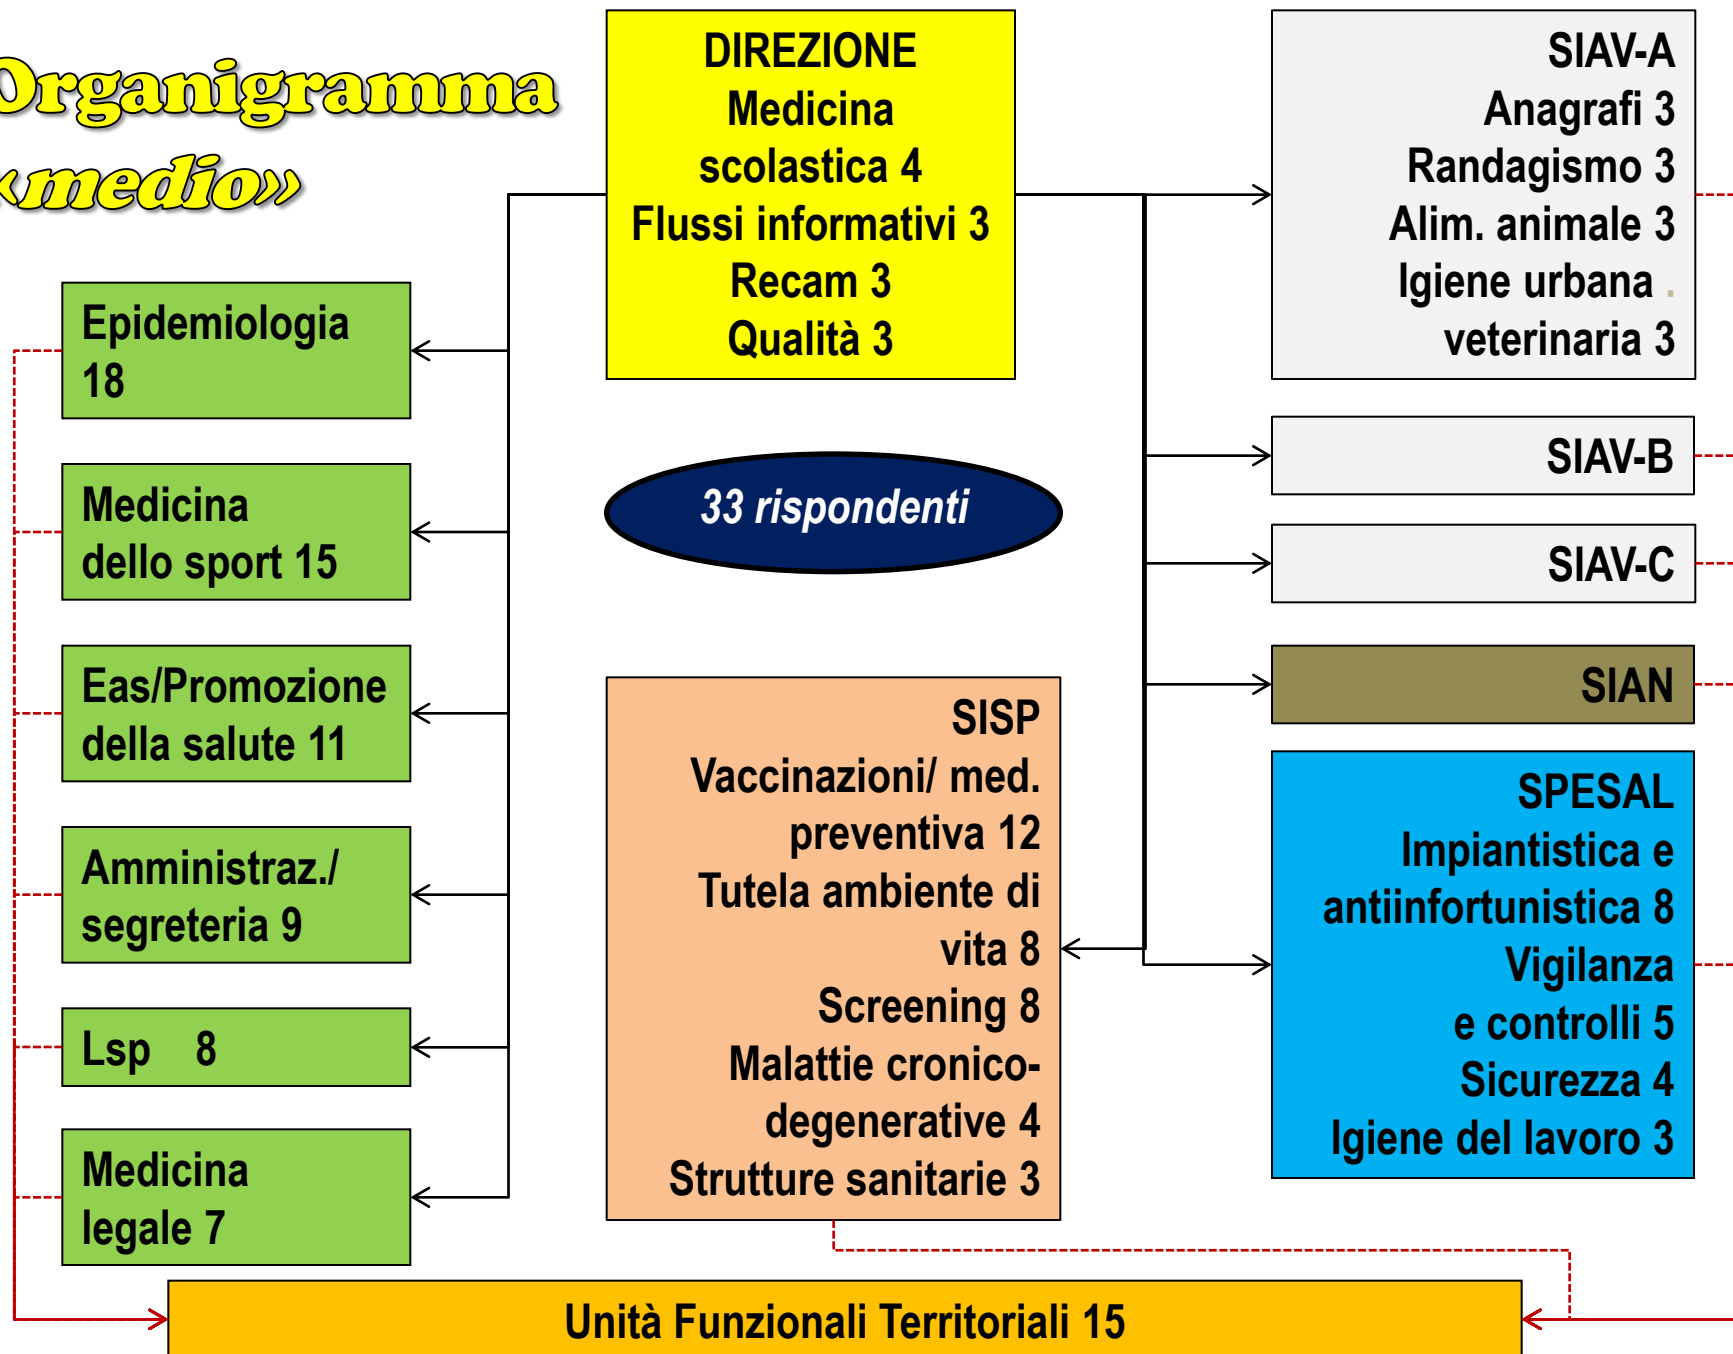 Organigramma
«medio»
DIREZIONE
Medicina
scolastica 4
Flussi informativi 3
Recam 3
Qualità 3
SIAV-A
Anagrafi 3
Randagismo 3
Alim. animale 3
Igiene urbana .
veterinaria 3
Epidemiologia
18
Medicina
dello sport 15
Eas/Promozione
della salute 11
Amministraz./
segreteria 9
Lsp 8
Medicina
legale 7
33 rispondenti
SIAV-B
SIAV-C
SIAN
SISP
Vaccinazioni/ med.
preventiva 12
Tutela ambiente di
vita 8
Screening 8
Malattie cronico-
degenerative 4
Strutture sanitarie 3
SPESAL
Impiantistica e
antiinfortunistica 8
Vigilanza
e controlli 5
Sicurezza 4
Igiene del lavoro 3
Unità Funzionali Territoriali 15